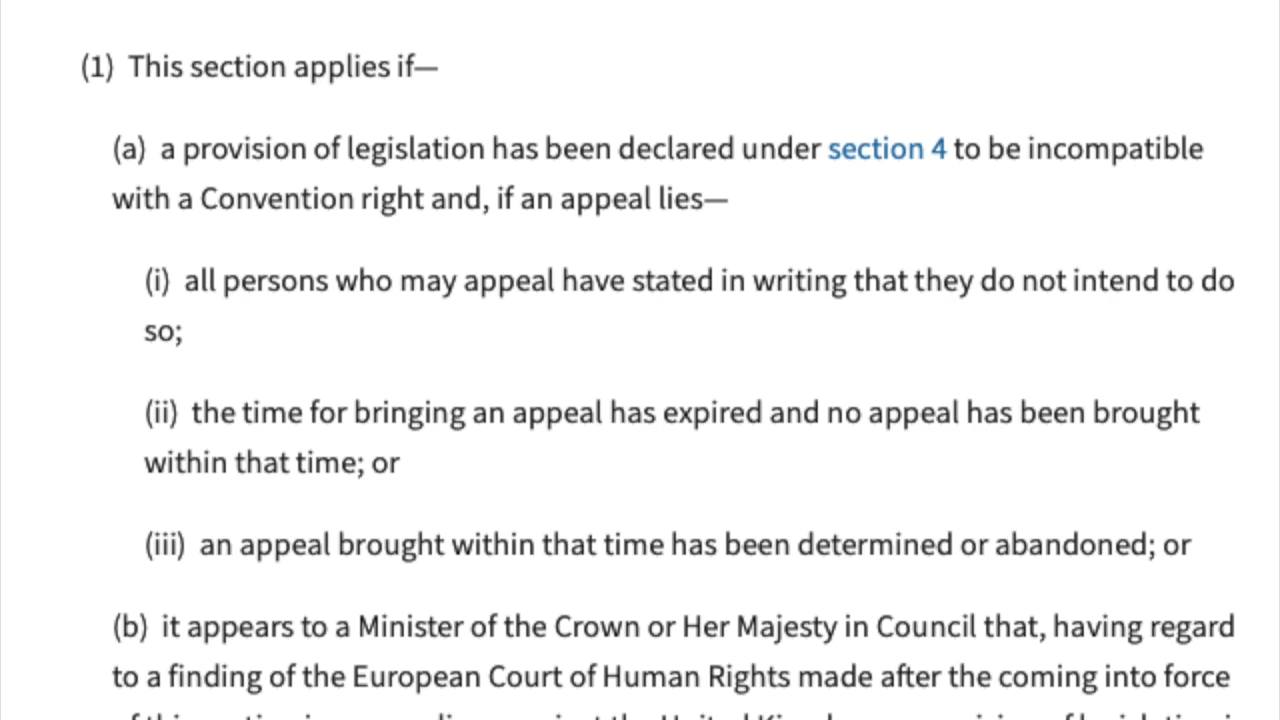 (1) This section applies if—
(a) a provision of legislation has been declared under section 4 to be incompatible
with a Convention right and, if an appeal lies—
(i) all persons who may appeal have stated in writing that they do not intend to do
so;
(ii) the time for bringing an appeal has expired and no appeal has been brought
within that time; or
(iii) an appeal brought within that time has been determined or abandoned; or
(b) it appears to a Minister of the Crown or Her Majesty in Council that, having regard
to a finding of the European Court of Human Rights made after the coming into force